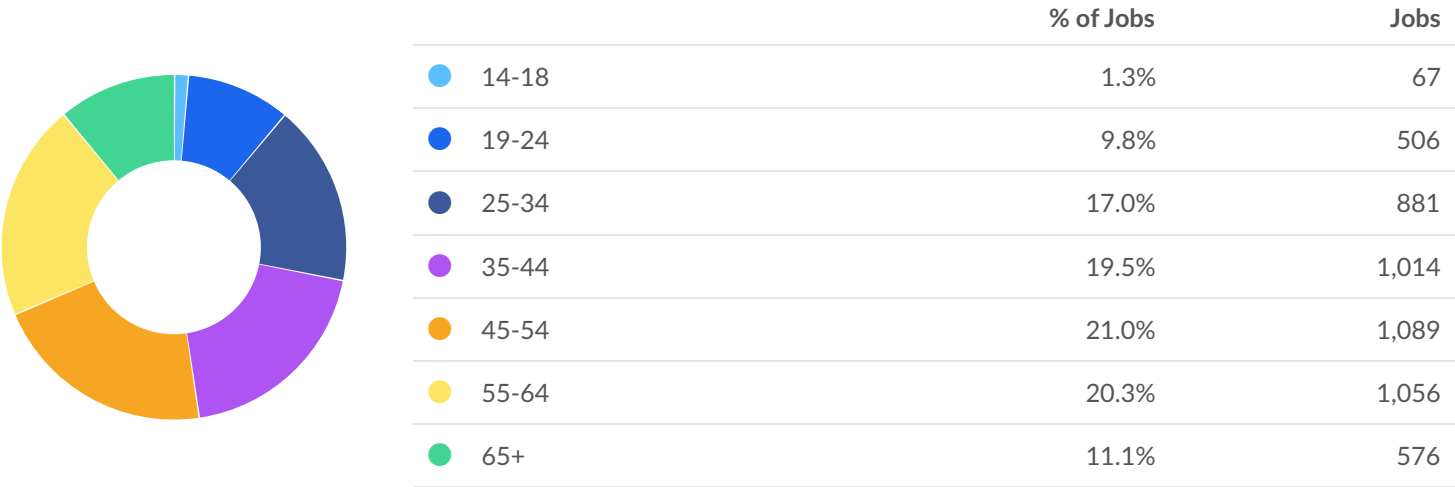 % of Jobs Jobs
14-18 1.3% 67
19-24 9.8% 506
25-34 17.0% 881
35-44 19.5% 1,014
45-54 21.0% 1,089
55-64 20.3% 1,056
65+ 11.1% 576